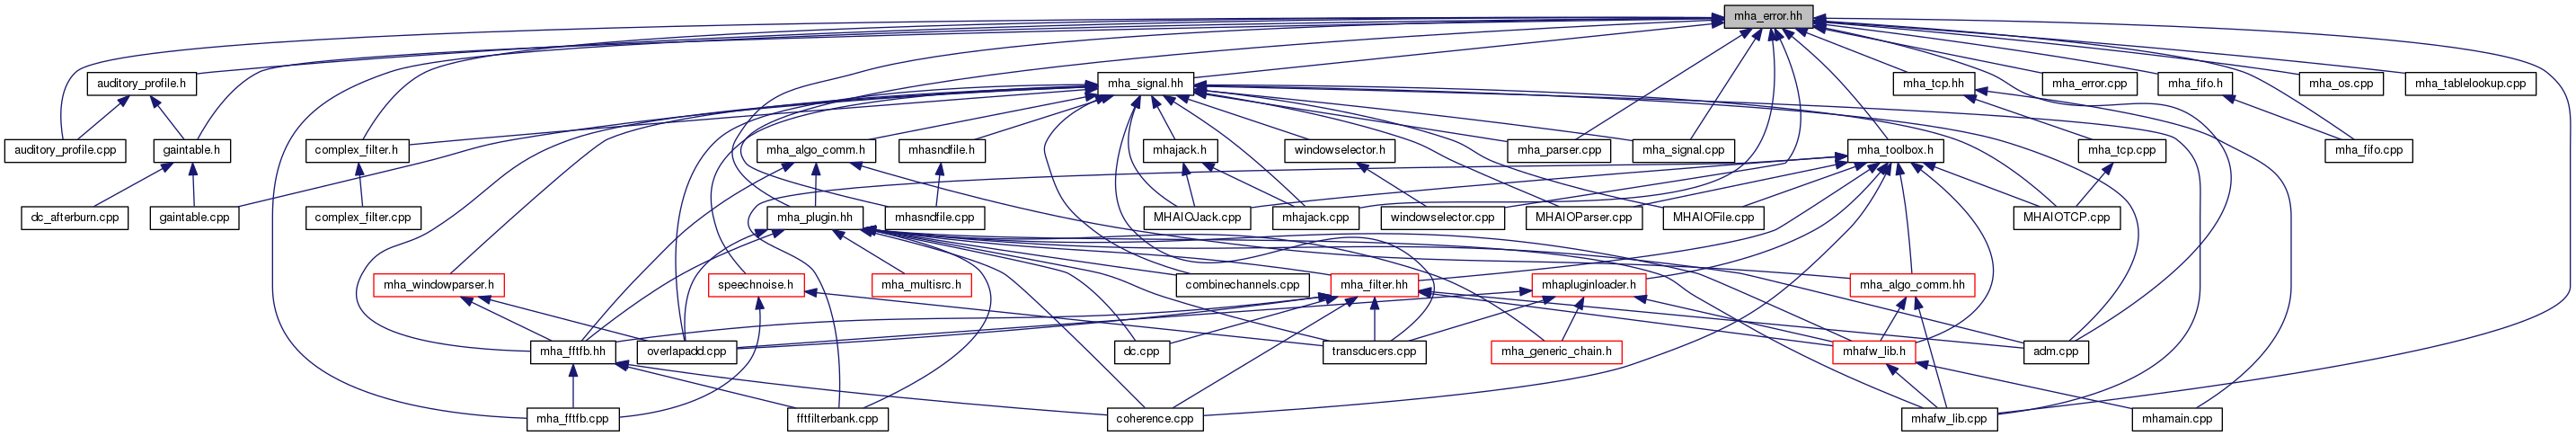 mha_error.hh
auditory_profile.h
mha_signal.hh
mha_tcp.hh
mha_error.cpp
mha_fifo.h
mha_os.cpp
mha_tablelookup.cpp
auditory_profile.cpp
gaintable.h
complex_filter.h
mha_algo_comm.h
mhasndfile.h
mhajack.h
windowselector.h
mha_parser.cpp
mha_signal.cpp
mha_toolbox.h
mha_tcp.cpp
mha_fifo.cpp
dc_afterburn.cpp
gaintable.cpp
complex_filter.cpp
mha_plugin.hh
mhasndfile.cpp
MHAIOJack.cpp
mhajack.cpp
windowselector.cpp
MHAIOParser.cpp
MHAIOFile.cpp
MHAIOTCP.cpp
mha_windowparser.h
speechnoise.h
mha_multisrc.h
combinechannels.cpp
mha_filter.hh
mhapluginloader.h
mha_algo_comm.hh
mha_fftfb.hh
overlapadd.cpp
dc.cpp
transducers.cpp
mha_generic_chain.h
mhafw_lib.h
adm.cpp
mha_fftfb.cpp
fftfilterbank.cpp
coherence.cpp
mhafw_lib.cpp
mhamain.cpp